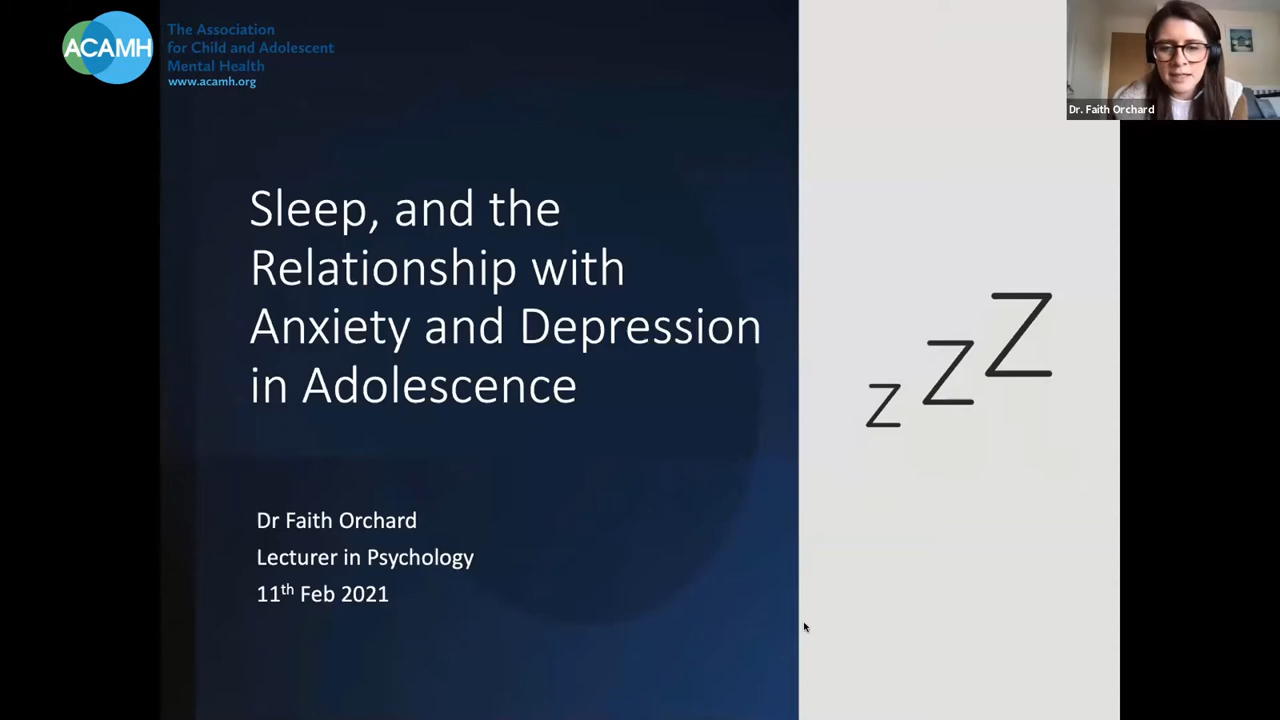 ACAMH
The Association
for Child and Adolescent
Mental Health
www.acamh.org
Dr. Faith Orchard
Sleep, and the
Relationship with
Anxiety and Depression
in Adolescence
z z Z
Dr Faith Orchard
Lecturer in Psychology
11th Feb 2021